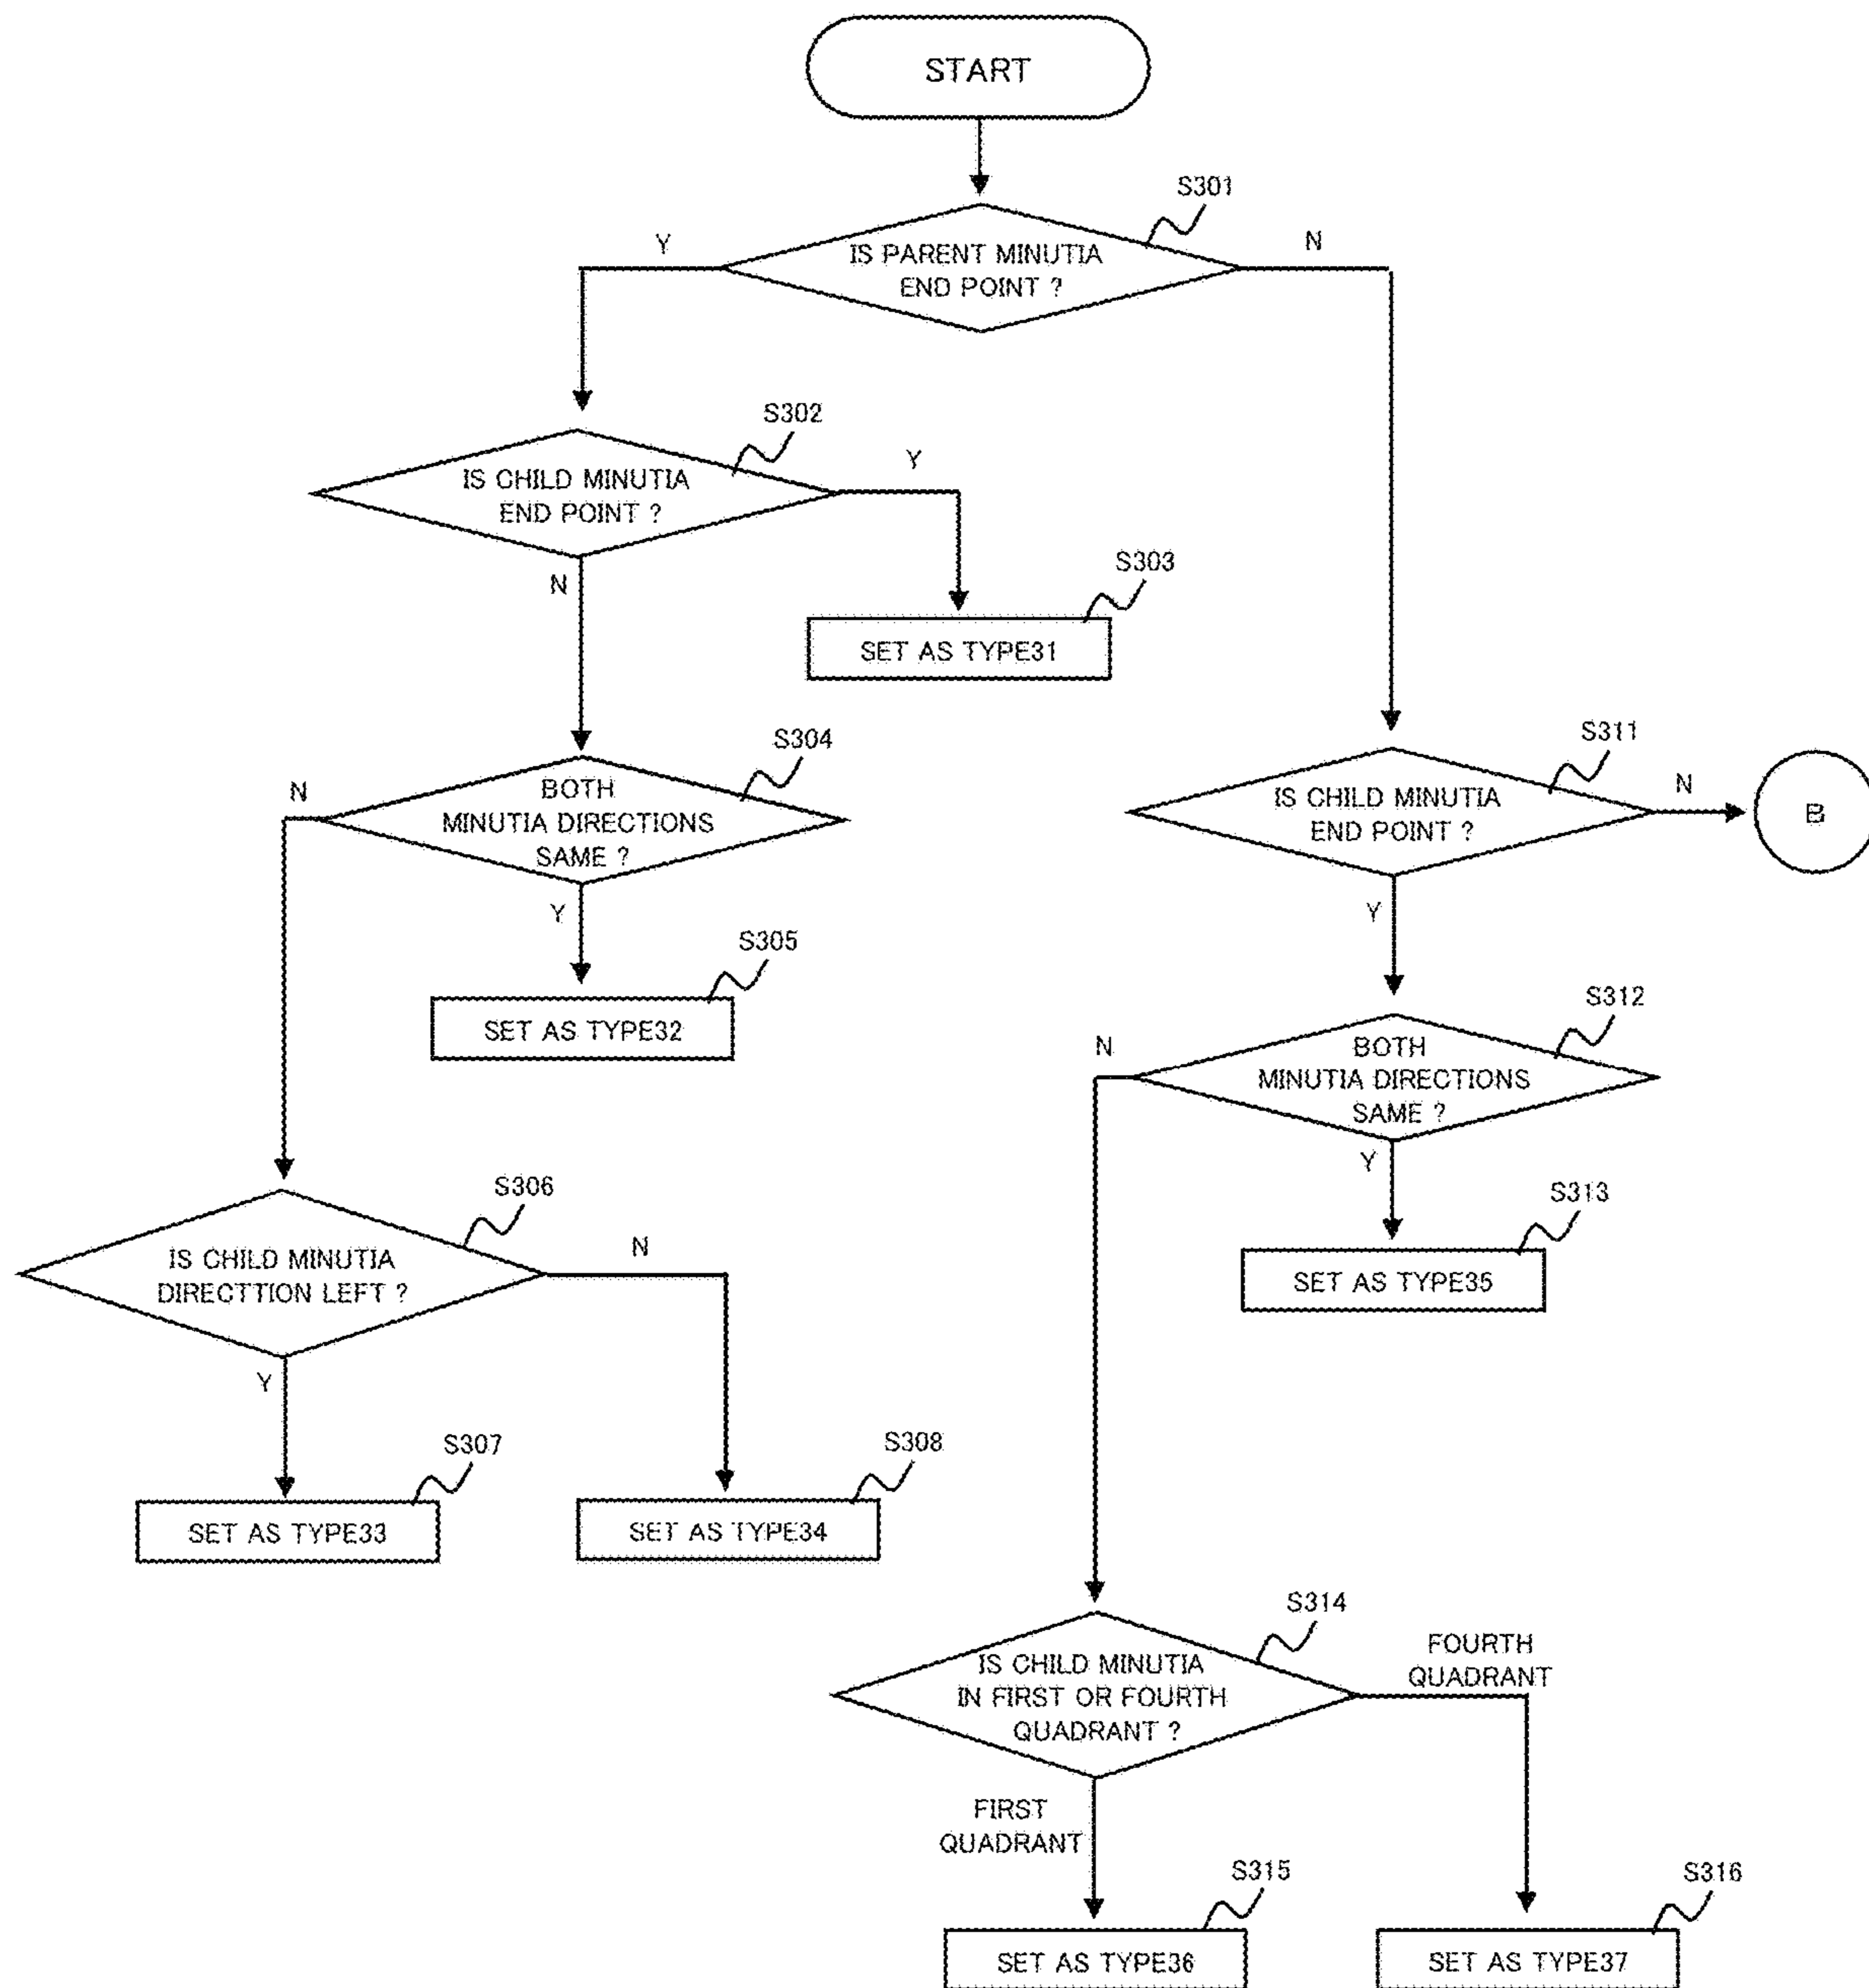 START
S301
Y
IS PARENT MINUTIA
END POINT ?
N
S302
IS CHILD MINUTIA
END POINT ?
Y
N
S303
SET AS TYPE31
S304
N
BOTH
MINUTIA DIRECTIONS
SAME ?
Y
S305
SET AS TYPE32
S306
IS CHILD MINUTIA
DIRECTTION LEFT ?
N
Y
S307
SET AS TYPE33
S308
SET AS TYPE34
S311
IS CHILD MINUTIA
END POINT ?
N
B
Y
S312
N
BOTH
MINUTIA DIRECTIONS
SAME ?
Y
S313
SET AS TYPE35
S314
IS CHILD MINUTIA
IN FIRST OR FOURTH
QUADRANT ?
FOURTH
QUADRANT
FIRST
QUADRANT
S315
SET AS TYPE36
S316
SET AS TYPE37